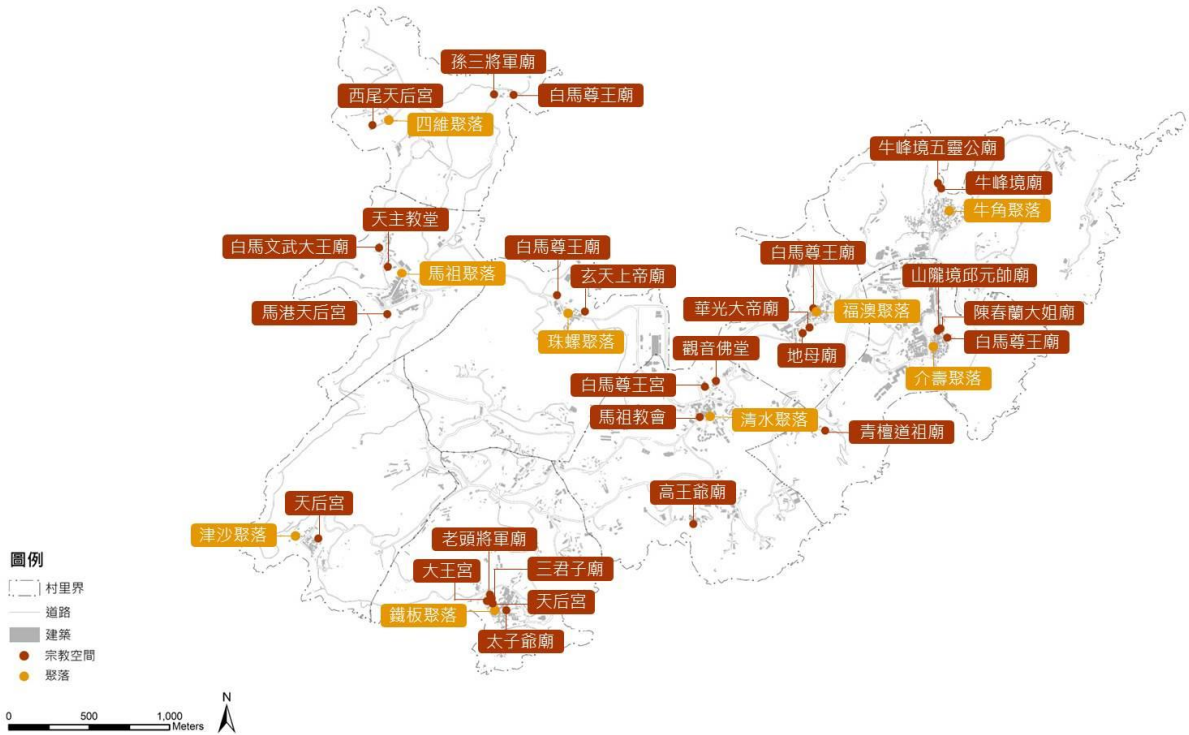 孫三將軍廟
西尾天后宮
白馬尊王廟
四維聚落
牛峰境五靈公廟
牛峰境廟
牛角聚落
天主教堂
白馬文武大王廟
白馬尊王廟
白馬尊王廟
馬祖聚落
玄天上帝廟
山隴境邱元帥廟
馬港天后宮
華光大帝廟
福澳聚落
陳春蘭大姐廟
珠螺聚落
觀音佛堂
地母廟
白馬尊王廟
白馬尊王宮
介壽聚落
馬祖教會
清水聚落
青檀道祖廟
高王爺廟
天后宮
津沙聚落
老頭將軍廟
大王宮
三君子廟
鐵板聚落
天后宮
太子爺廟
圖例
村里界
道路
建築
宗教空間
聚落
0 500 1,000
Meters
N